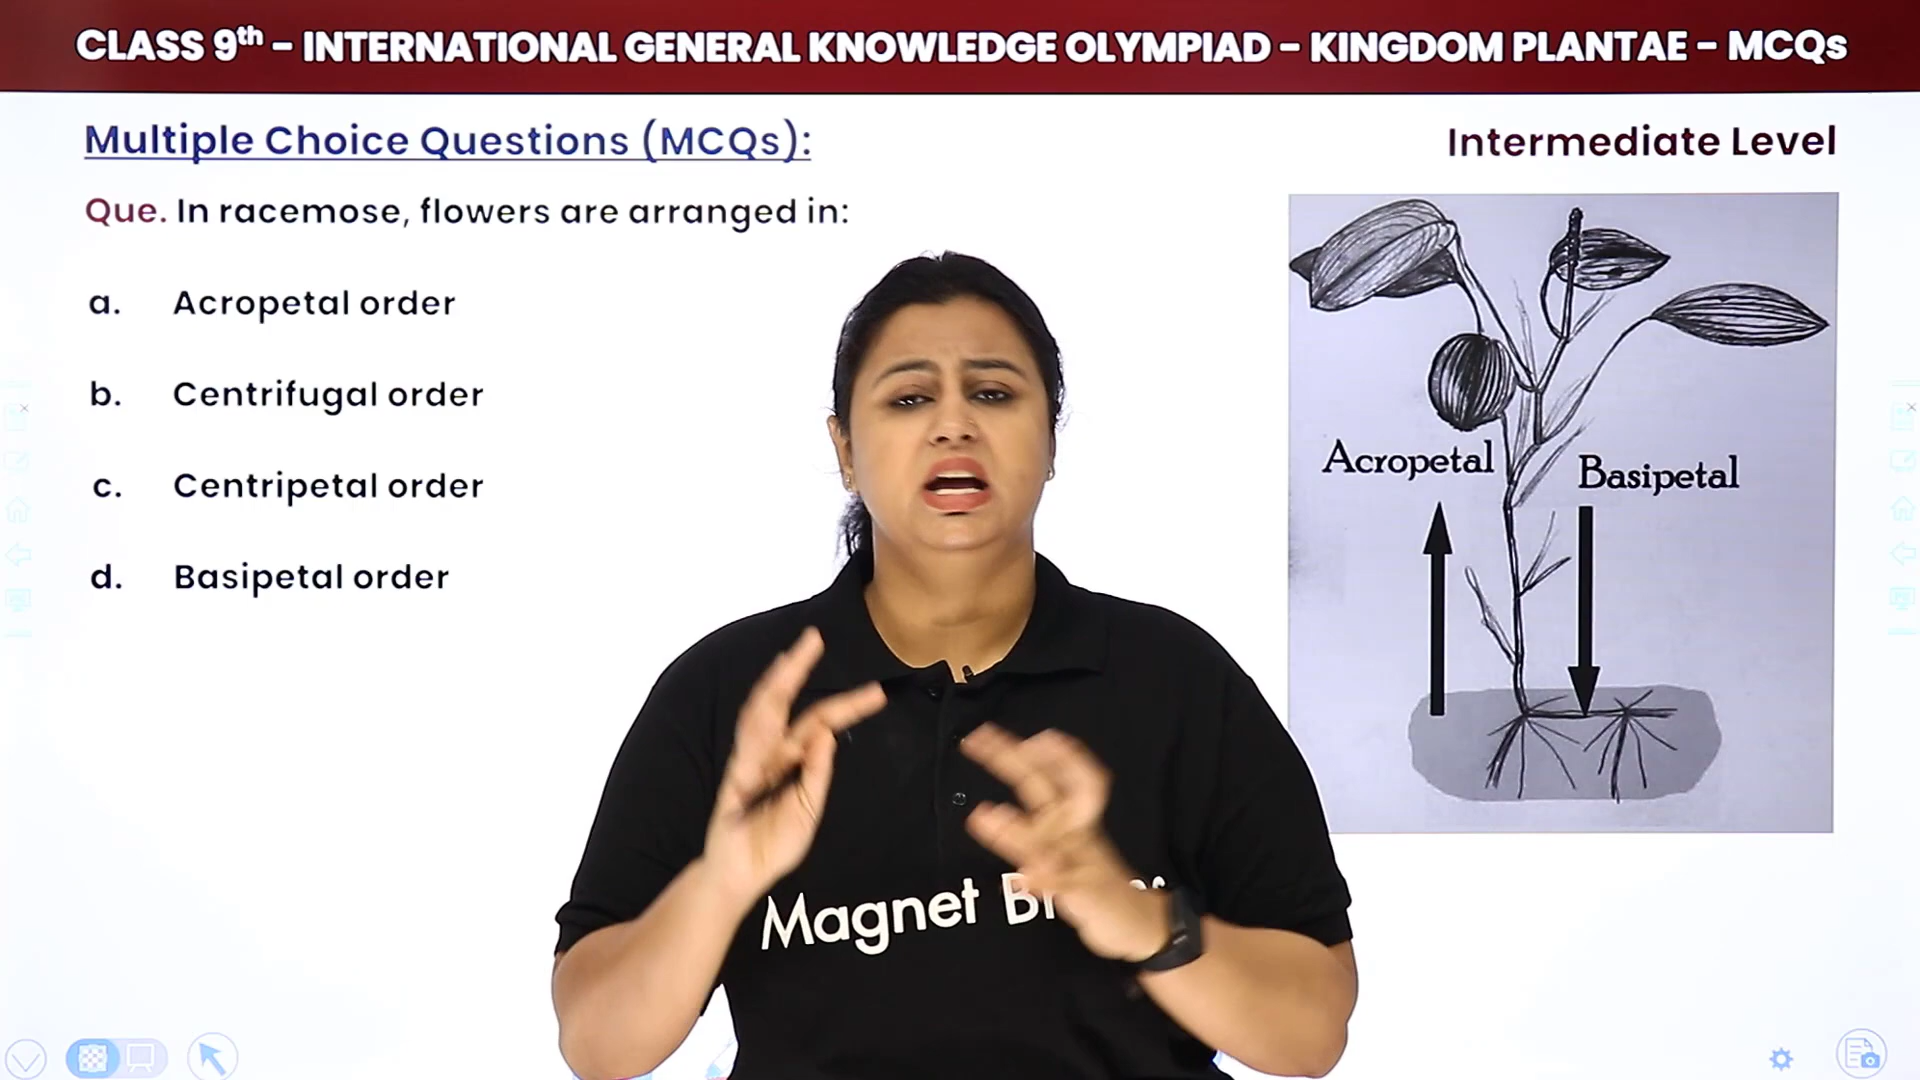 CLASS 9th – INTERNATIONAL GENERAL KNOWLEDGE OLYMPIAD – KINGDOM PLANTAE – MCQs
Multiple Choice Questions (MCQs):
Intermediate Level
Que. In racemose, flowers are arranged in:
a. Acropetal order
b. Centrifugal order
c. Centripetal order
d. Basipetal order
Acropetal
Basipetal
Magnet